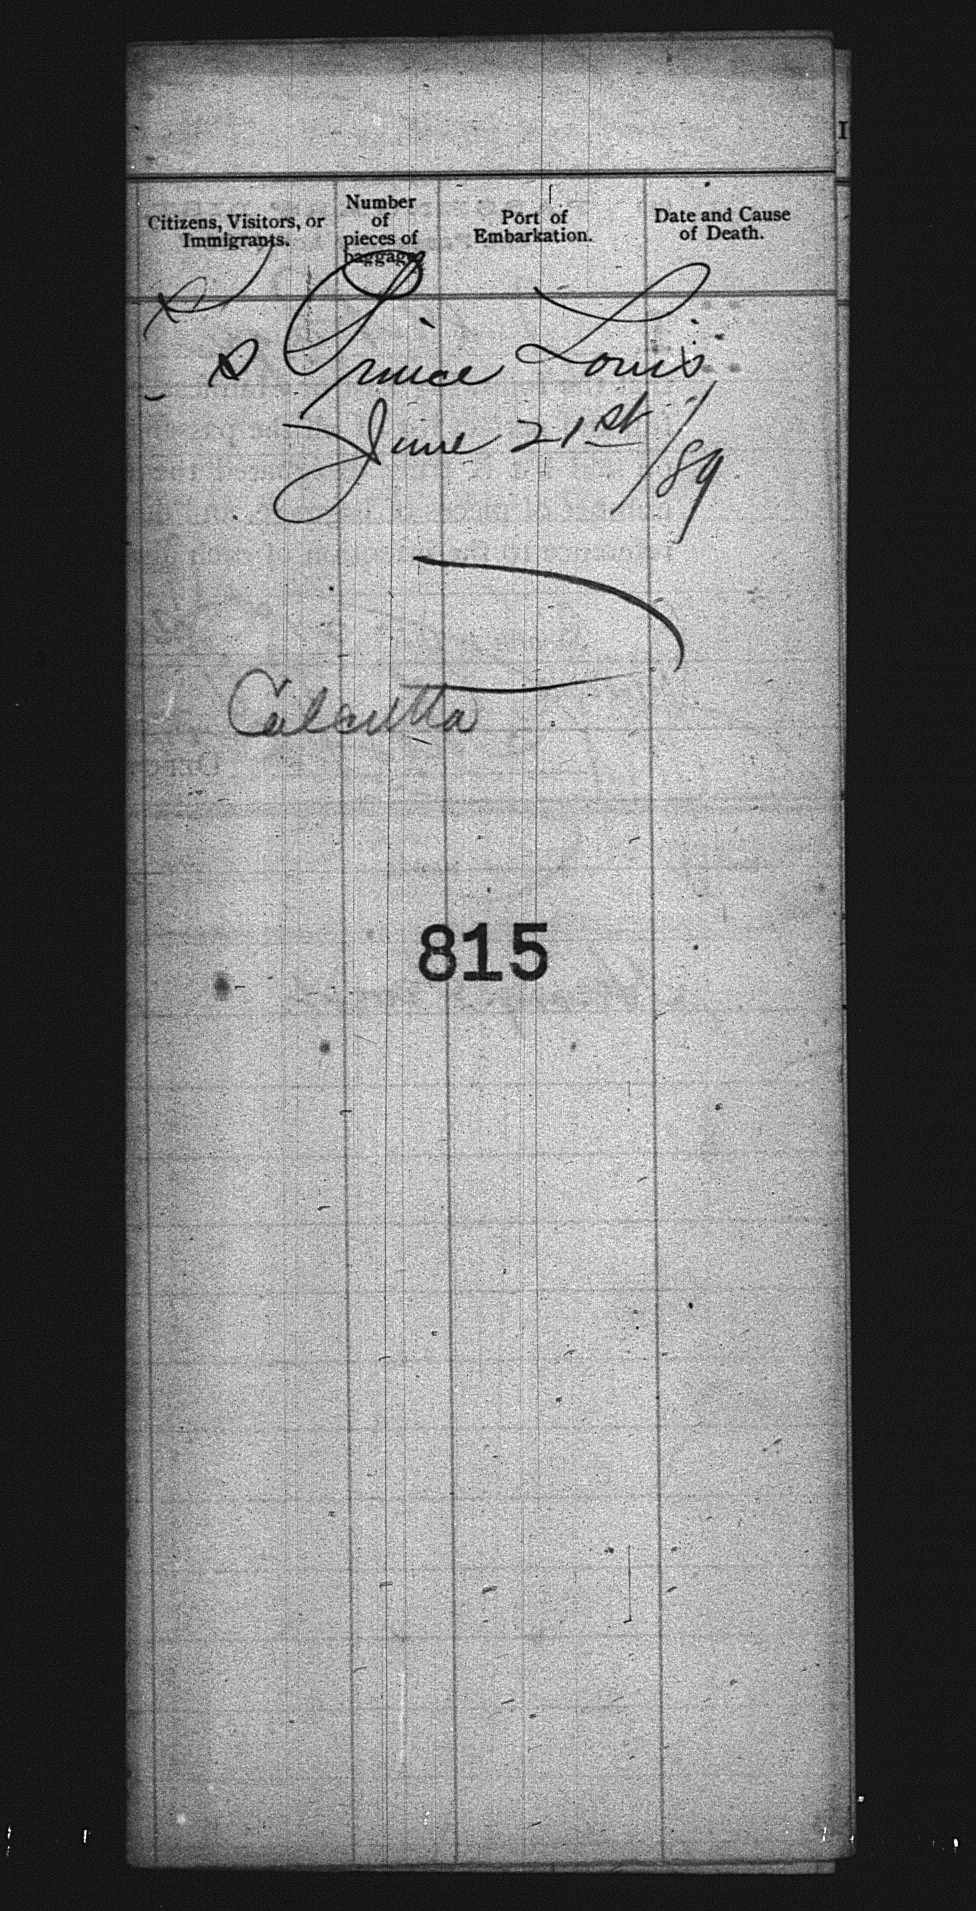 I
Citizens, Visitors, or Immigrants.
Number of pieces of baggage
Port of Embarkation.
Date and Cause of Death.
SS Prince Louis
June 21st /89
Calcutta
815